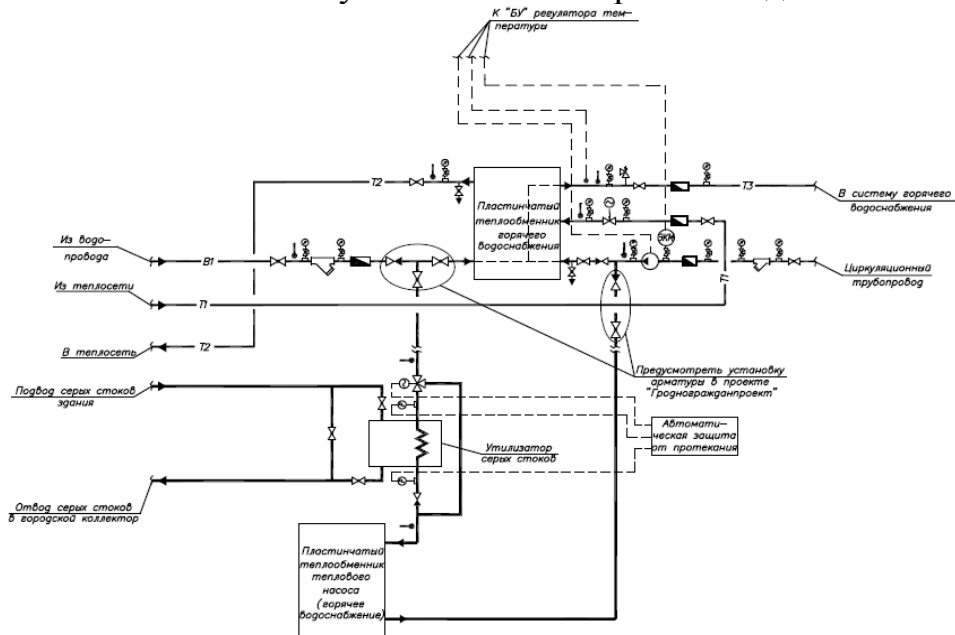 К "БУ" регулятора тем-
пературы
Т2
Пластинчатый
теплообменник
горячего
водоснабжения
Т3
В систему горячего
водоснабжения
ЭКМ
Из водо-
провода
В1
Т1
Циркуляционный
трубопровод
Из теплосети
Т1
Т2
В теплосеть
Предусмотреть установку
арматуры в проекте
"Гродногражданпроект"
Подвод серых стоков
здания
Автомати-
ческая защита
от протекания
Утилизатор
серых стоков
Отвод серых стоков
в городской коллектор
Пластинчатый
теплообменник
теплового
насоса
(горячее
водоснабжение)